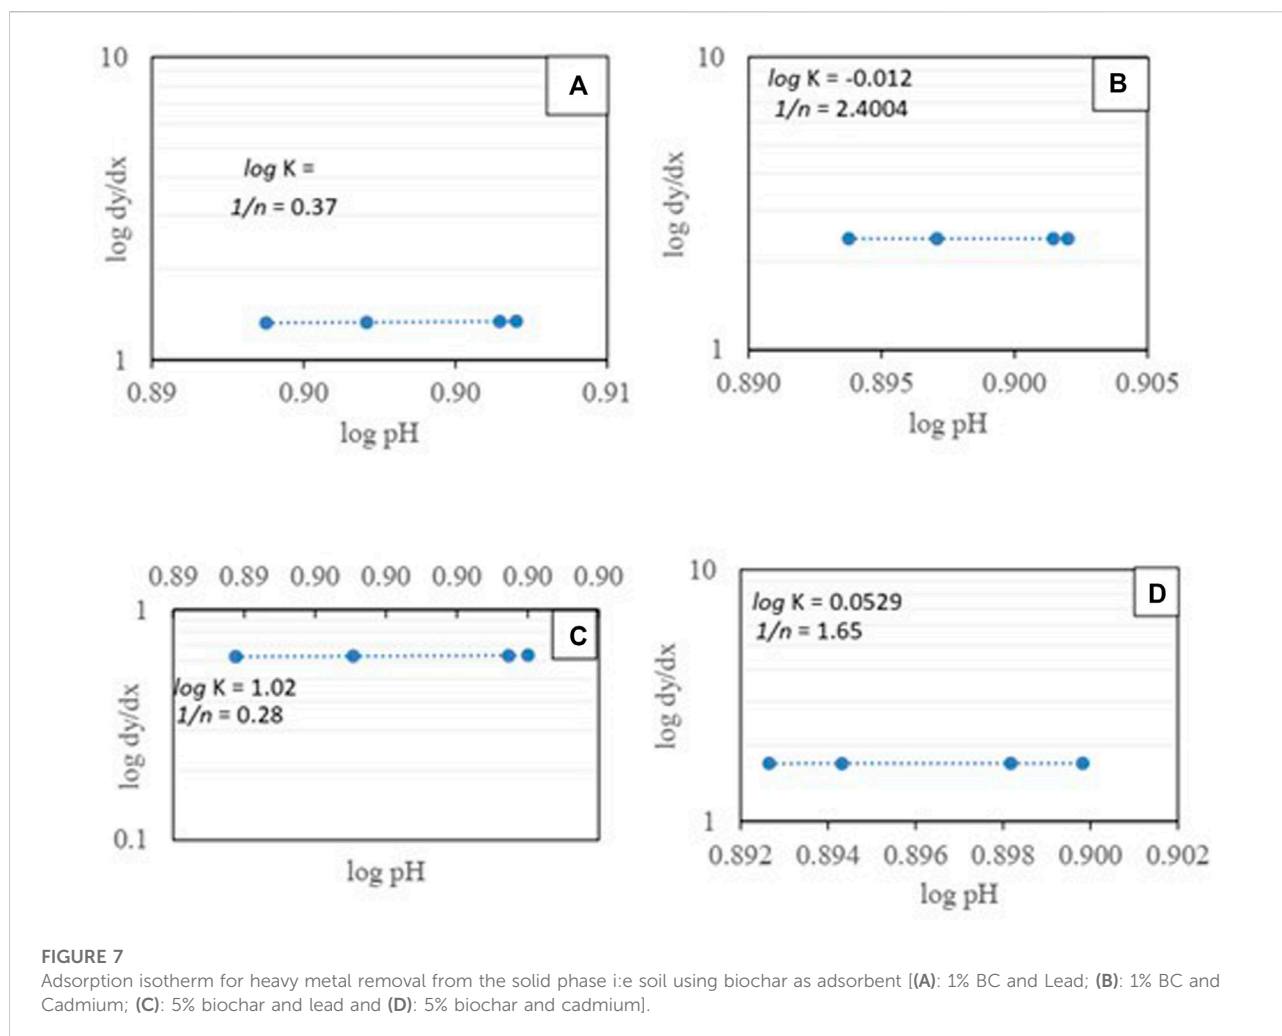 10
A
log K =
1/n = 0.37
log dy/dx
1
0.89 0.90 0.90 0.91
log pH
10
B
log K = -0.012
1/n = 2.4004
log dy/dx
1
0.890 0.895 0.900 0.905
log pH
0.89 0.89 0.90 0.90 0.90 0.90 0.90
1
C
log K = 1.02
1/n = 0.28
log dy/dx
0.1
log pH
10
D
log K = 0.0529
1/n = 1.65
log dy/dx
1
0.892 0.894 0.896 0.898 0.900 0.902
log pH
FIGURE 7
Adsorption isotherm for heavy metal removal from the solid phase i:e soil using biochar as adsorbent [(A): 1% BC and Lead; (B): 1% BC and
Cadmium; (C): 5% biochar and lead and (D): 5% biochar and cadmium].